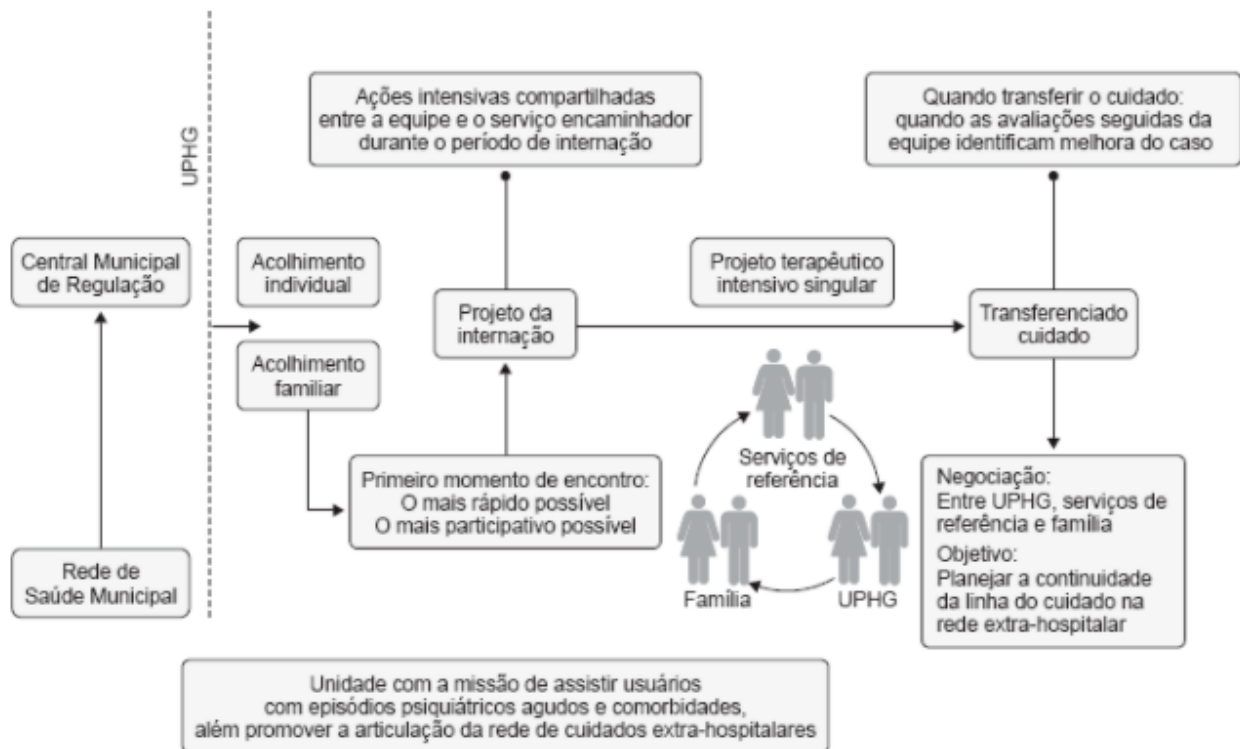 Ações intensivas compartilhadas
entre a equipe e o serviço encaminhador
durante o período de internação
Quando transferir o cuidado:
quando as avaliações seguidas da
equipe identificam melhora do caso
UPHG
Central Municipal
de Regulação
Acolhimento
individual
Projeto da
internação
Projeto terapêutico
intensivo singular
Transferenciado
cuidado
Acolhimento
familiar
Primeiro momento de encontro:
O mais rápido possível
O mais participativo possível
Serviços de
referência
Família
UPHG
Negociação:
Entre UPHG, serviços de
referência e família
Objetivo:
Planejar a continuidade
da linha do cuidado na
rede extra-hospitalar
Rede de
Saúde Municipal
Unidade com a missão de assistir usuários
com episódios psiquiátricos agudos e comorbidades,
além promover a articulação da rede de cuidados extra-hospitalares